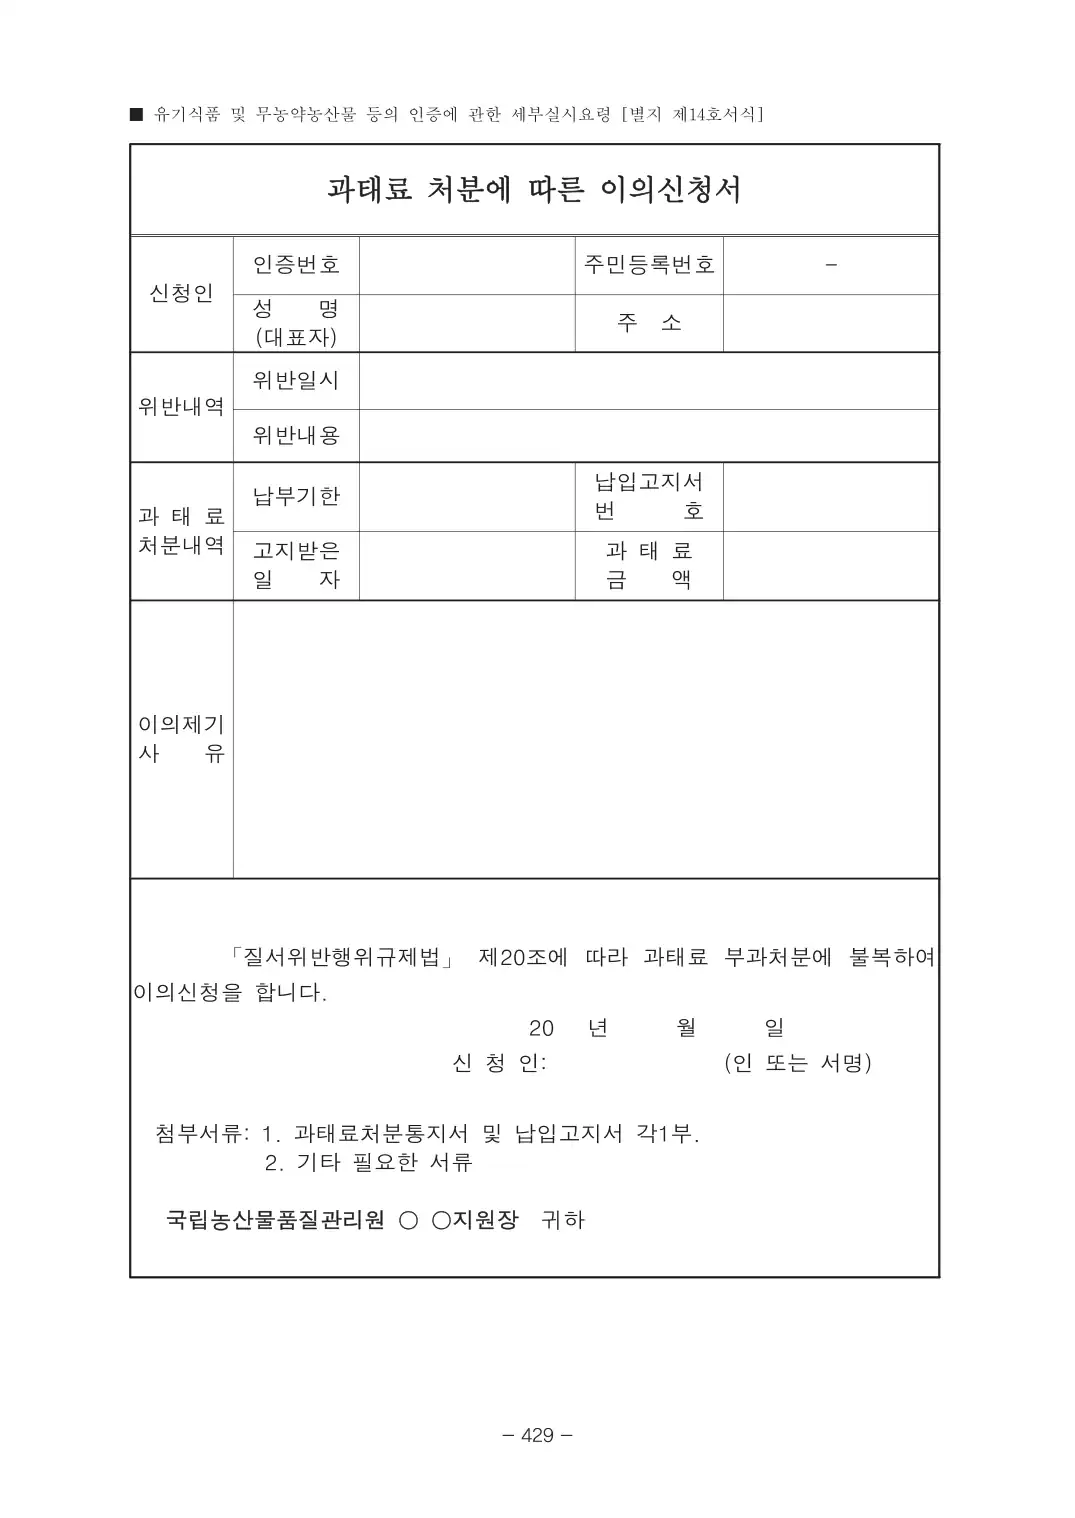 ■ 유기식품 및 무농약농산물 등의 인증에 관한 세부실시요령 [별지 제14호서식]
과태료 처분에 따른 이의신청서
신청인
인증번호
주민등록번호
-
성 명
(대표자)
주 소
위반내역
위반일시
위반내용
과 태 료
처분내역
납부기한
납입고지서
번 호
고지받은
일 자
과 태 료
금 액
이의제기
사 유
「질서위반행위규제법」 제20조에 따라 과태료 부과처분에 불복하여
이의신청을 합니다.
20 년 월 일
신 청 인: (인 또는 서명)
첨부서류: 1. 과태료처분통지서 및 납입고지서 각1부.
2. 기타 필요한 서류
국립농산물품질관리원 ○ ○지원장 귀하
- 429 -